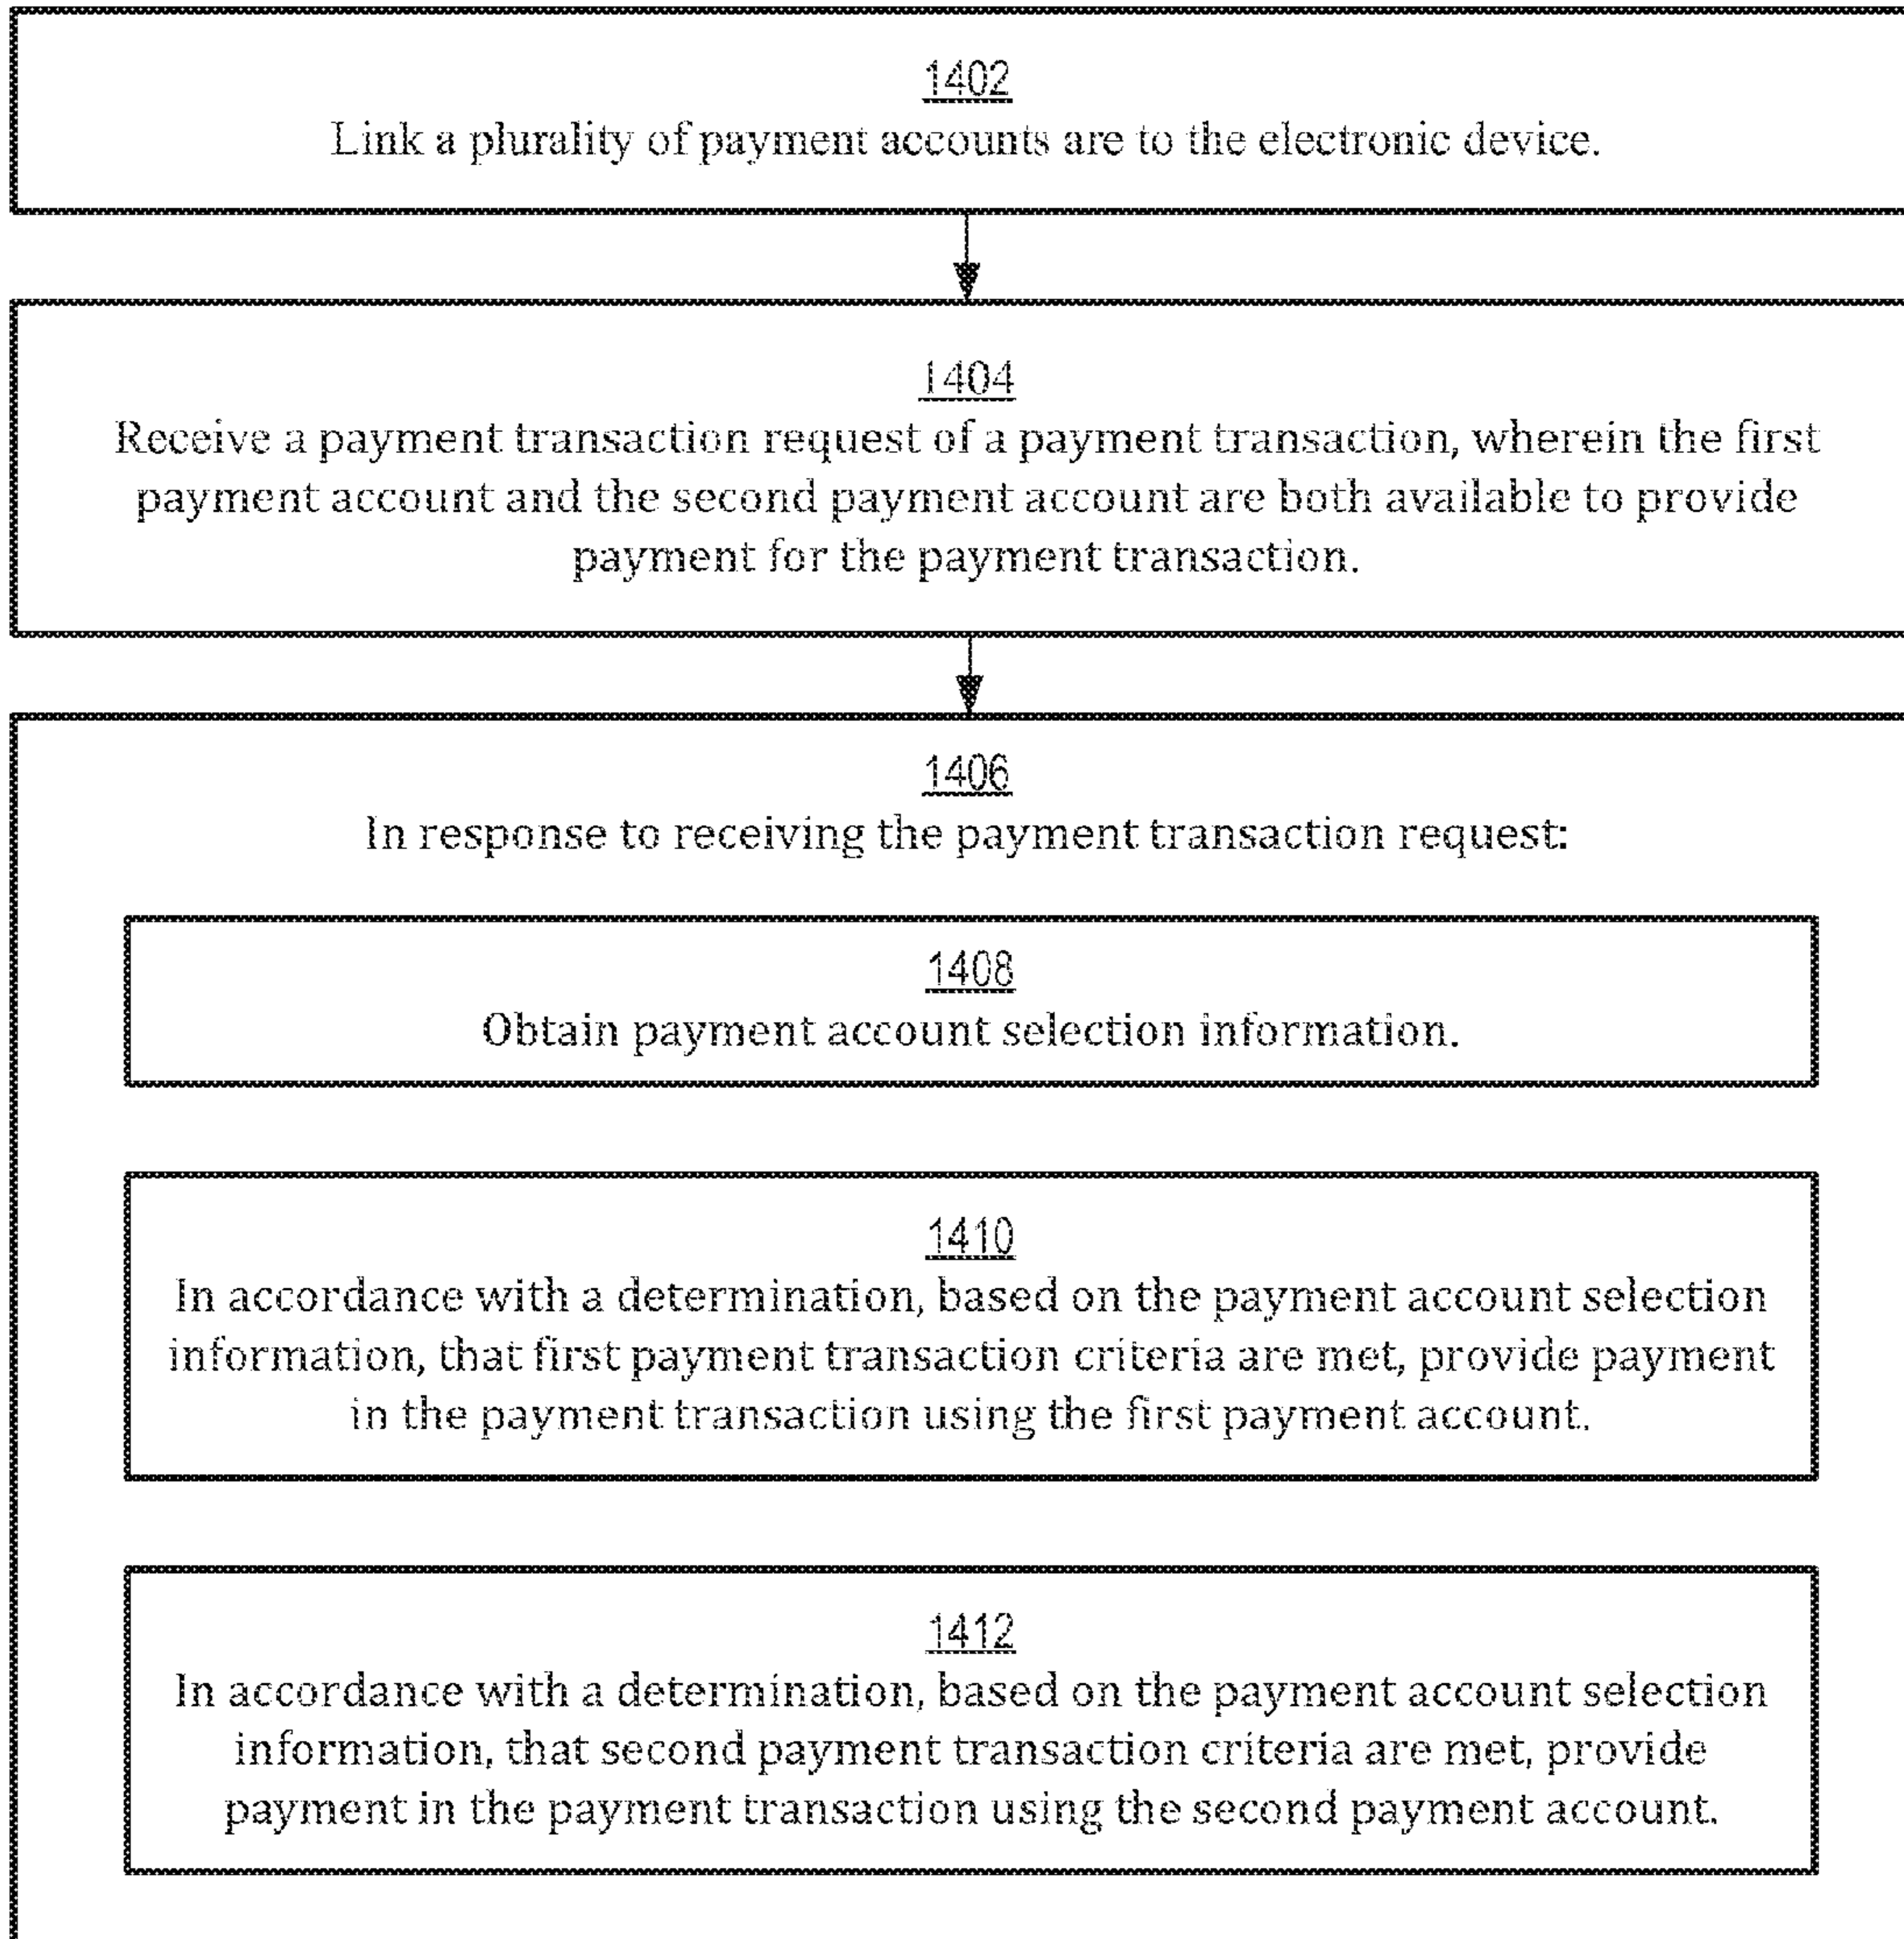 1402
Link a plurality of payment accounts are to the electronic device.
1404
Receive a payment transaction request of a payment transaction, wherein the first
payment account and the second payment account are both available to provide
payment for the payment transaction.
1406
In response to receiving the payment transaction request:
1408
Obtain payment account selection information.
1410
In accordance with a determination, based on the payment account selection
information, that first payment transaction criteria are met, provide payment
in the payment transaction using the first payment account.
1412
In accordance with a determination, based on the payment account selection
information, that second payment transaction criteria are met, provide
payment in the payment transaction using the second payment account.